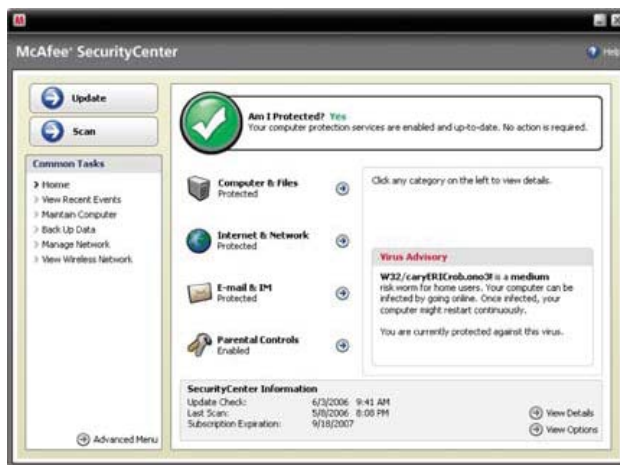 McAfee® SecurityCenter
Help
Update
Scan
Common Tasks
Home
View Recent Events
Maintain Computer
Back Up Data
Manage Network
View Wireless Network
Advanced Menu
Am I Protected? Yes
Your computer protection services are enabled and up-to-date. No action is required.
Computer & Files
Protected
Internet & Network
Protected
E-mail & IM
Protected
Parental Controls
Enabled
Click any category on the left to view details.
Virus Advisory
is a medium
risk worm for home users. Your computer can be
infected by going online. Once infected, your
computer might restart continuously.
You are currently protected against this virus.
SecurityCenter Information
Update Check: 6/3/2006 9:41 AM
Last Scan: 5/8/2006 8:08 PM
Subscription Expiration: 9/18/2007
View Details
View Options